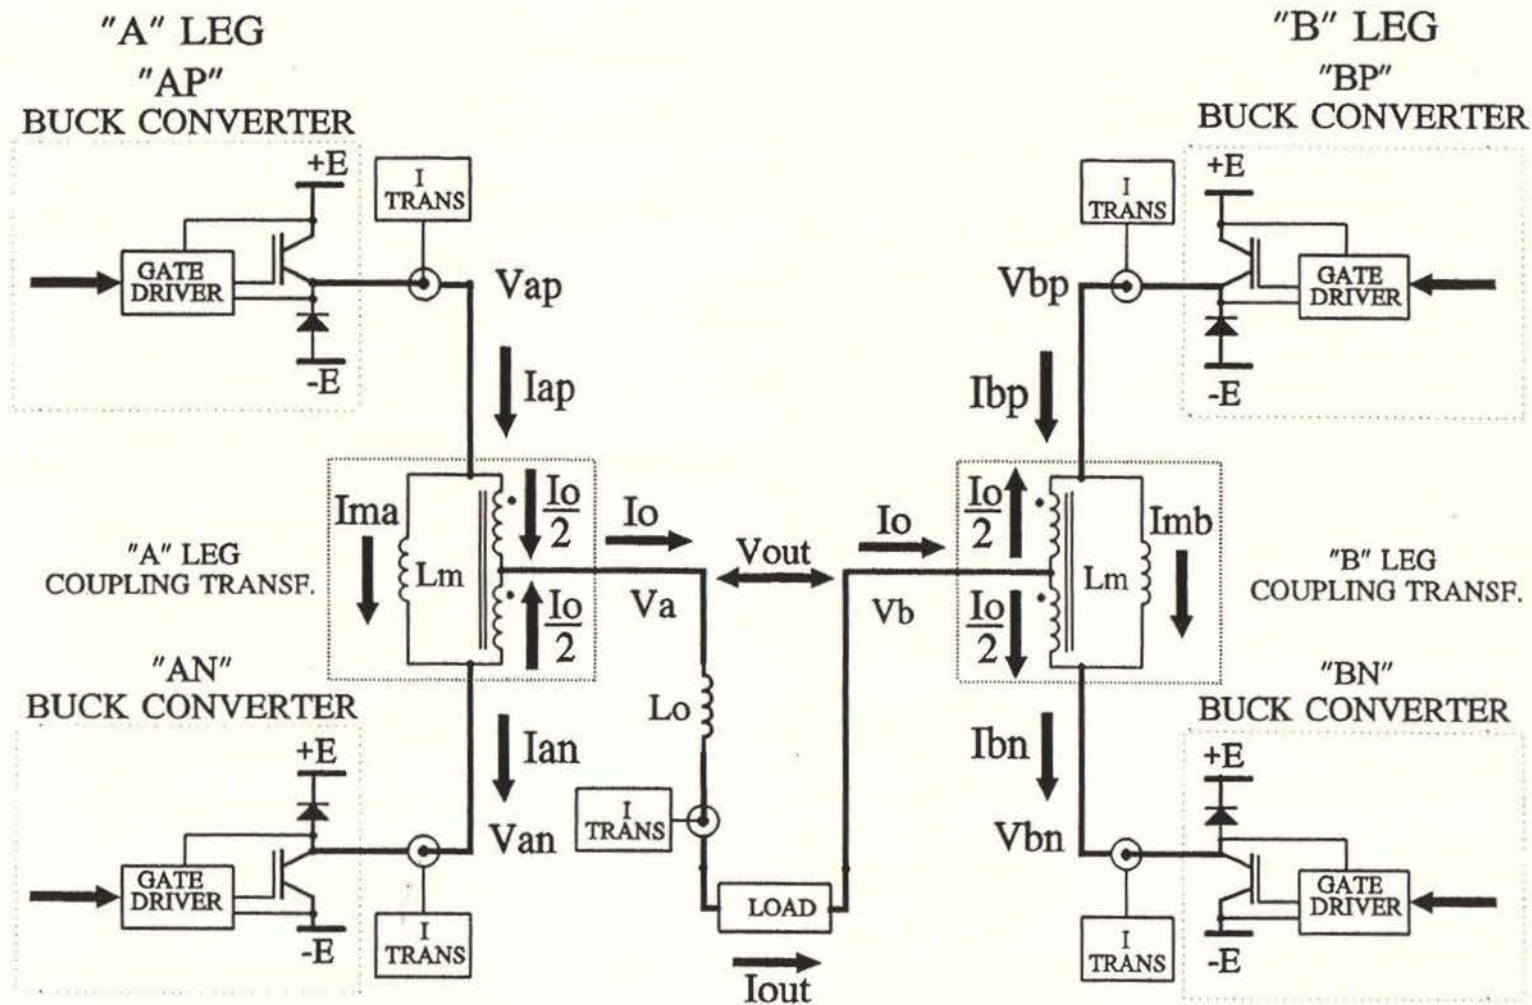 "A" LEG
"AP"
BUCK CONVERTER
+E
I
TRANS
GATE
DRIVER
-E
Vap
Iap
"B" LEG
"BP"
BUCK CONVERTER
+E
I
TRANS
GATE
DRIVER
-E
Vbp
Ibp
"A" LEG
COUPLING TRANSF.
Ima
Lm
Io
2
Io
2
Io
Va
Vout
Io
Vb
Io
2
Io
2
Lm
Imb
"B" LEG
COUPLING TRANSF.
"AN"
BUCK CONVERTER
+E
GATE
DRIVER
-E
I
TRANS
Ian
Van
Lo
I
TRANS
LOAD
Iout
"BN"
BUCK CONVERTER
+E
GATE
DRIVER
-E
I
TRANS
Ibn
Vbn